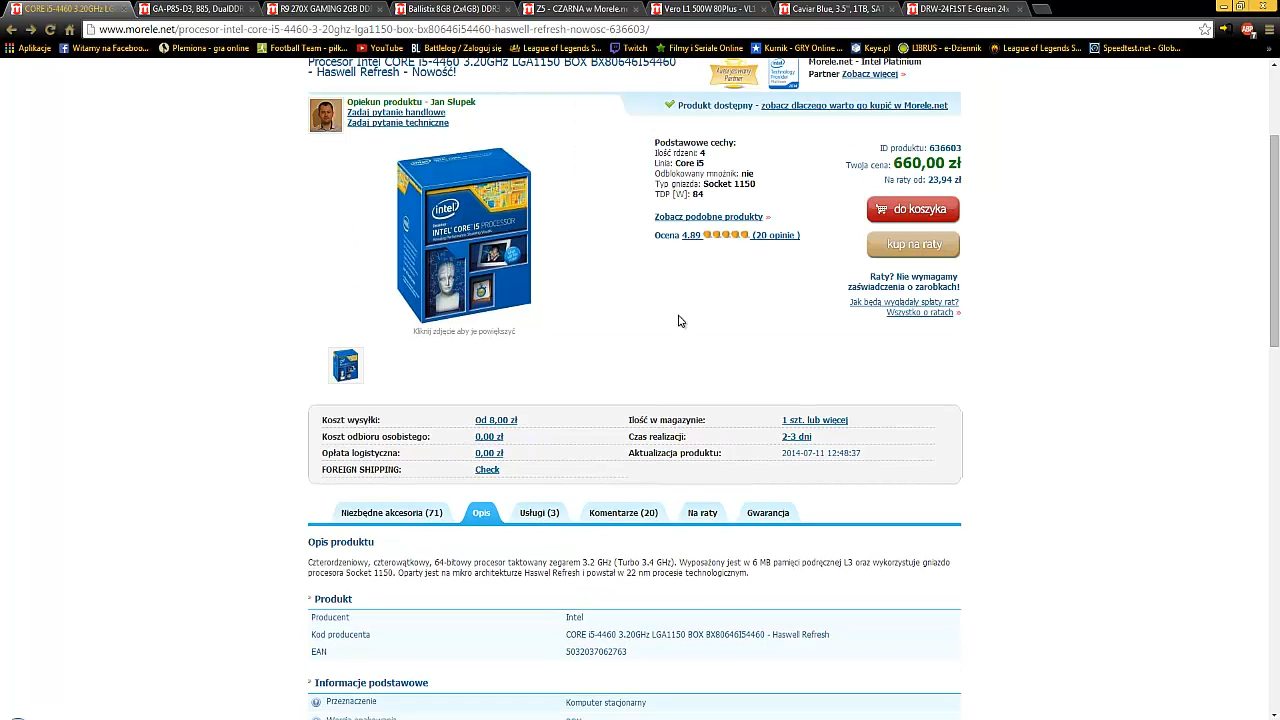 CORE i5-4460 3.20GHz LG
GA-P85-D3, B85, DualDDR
R9 270X GAMING 2GB DDR
Ballistix 8GB (2x4GB) DDR3
Z5 - CZARNA w Morele.n
Vero L1 500W 80Plus - VL1
Caviar Blue, 3.5", 1TB, SAT
DRW-24F1ST E-Green 24x
www.morele.net/procesor-intel-core-i5-4460-3-20ghz-lga1150-box-bx80646i54460-haswell-refresh-nowosc-636603/
Aplikacje
Witamy na Faceboo...
Plemiona - gra online
Football Team - piłk...
YouTube
Battlelog / Zaloguj się
League of Legends S...
Twitch
Filmy i Seriale Online
Kurnik - GRY Online ...
Keye.pl
LIBRUS - e-Dziennik
League of Legends S...
Speedtest.net - Glob...
Procesor Intel CORE i5-4460 3.20GHz LGA1150 BOX BX80646I54460
- Haswell Refresh - Nowość!
Partner
Morele.net - Intel Platinium
Partner Zobacz więcej »
Opiekun produktu - Jan Słupek
Zadaj pytanie handlowe
Zadaj pytanie techniczne
Produkt dostępny - zobacz dlaczego warto go kupić w Morele.net
Podstawowe cechy:
Ilość rdzeni: 4
Linia: Core i5
Odblokowany mnożnik: nie
Typ gniazda: Socket 1150
TDP [W]: 84
Zobacz podobne produkty »
Ocena 4.89 (20 opinie )
ID produktu: 636603
Twoja cena: 660,00 zł
Na raty od: 23,94 zł
do koszyka
kup na raty
Raty? Nie wymagamy
zaświadczenia o zarobkach!
Jak będą wyglądały spłaty rat?
Wszystko o ratach »
intel
INTEL® CORE™ i5 PROCESSOR
Kliknij zdjęcie aby je powiększyć
Koszt wysyłki: Od 8,00 zł
Koszt odbioru osobistego: 0,00 zł
Opłata logistyczna: 0,00 zł
FOREIGN SHIPPING: Check
Ilość w magazynie: 1 szt. lub więcej
Czas realizacji: 2-3 dni
Aktualizacja produktu: 2014-07-11 12:48:37
Niezbędne akcesoria (71)
Opis
Usługi (3)
Komentarze (20)
Na raty
Gwarancja
Opis produktu
Czterordzeniowy, czterowątkowy, 64-bitowy procesor taktowany zegarem 3.2 GHz (Turbo 3.4 GHz). Wyposażony jest w 6 MB pamięci podręcznej L3 oraz wykorzystuje gniazdo
procesora Socket 1150. Oparty jest na mikro architekturze Haswell Refresh i powstał w 22 nm procesie technologicznym.
Produkt
Producent Intel
Kod producenta CORE i5-4460 3.20GHz LGA1150 BOX BX80646I54460 - Haswell Refresh
EAN 5032037062763
Informacje podstawowe
Przeznaczenie Komputer stacjonarny